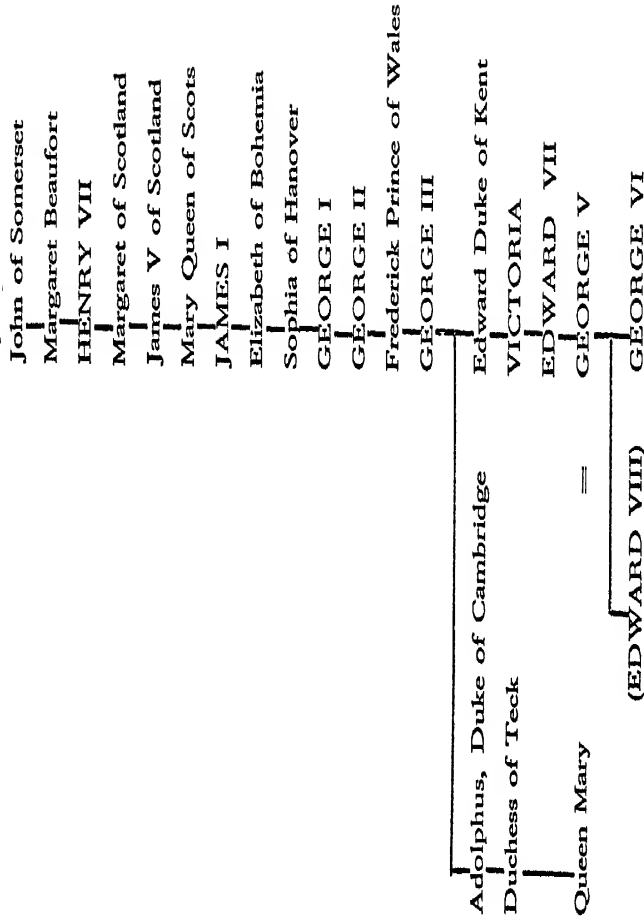 John of Somerset
Margaret Beaufort
HENRY VII
Margaret of Scotland
James V of Scotland
Mary Queen of Scots
JAMES I
Elizabeth of Bohemia
Sophia of Hanover
GEORGE I
GEORGE II
Frederick Prince of Wales
GEORGE III
Adolphus, Duke of Cambridge Edward Duke of Kent
Duchess of Teck VICTORIA
EDWARD VII
Queen Mary = GEORGE V
(EDWARD VIII) GEORGE VI